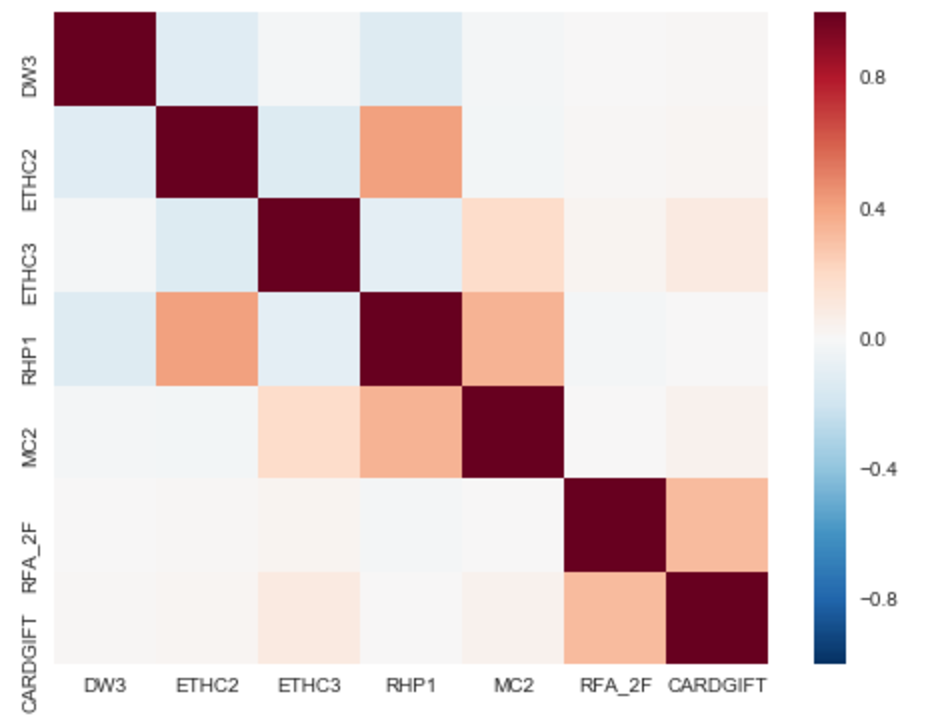 DW3
ETHC2
ETHC3
RHP1
MC2
RFA_2F
CARDGIFT
DW3 ETHC2 ETHC3 RHP1 MC2 RFA_2F CARDGIFT
0.8
0.4
0.0
−0.4
−0.8